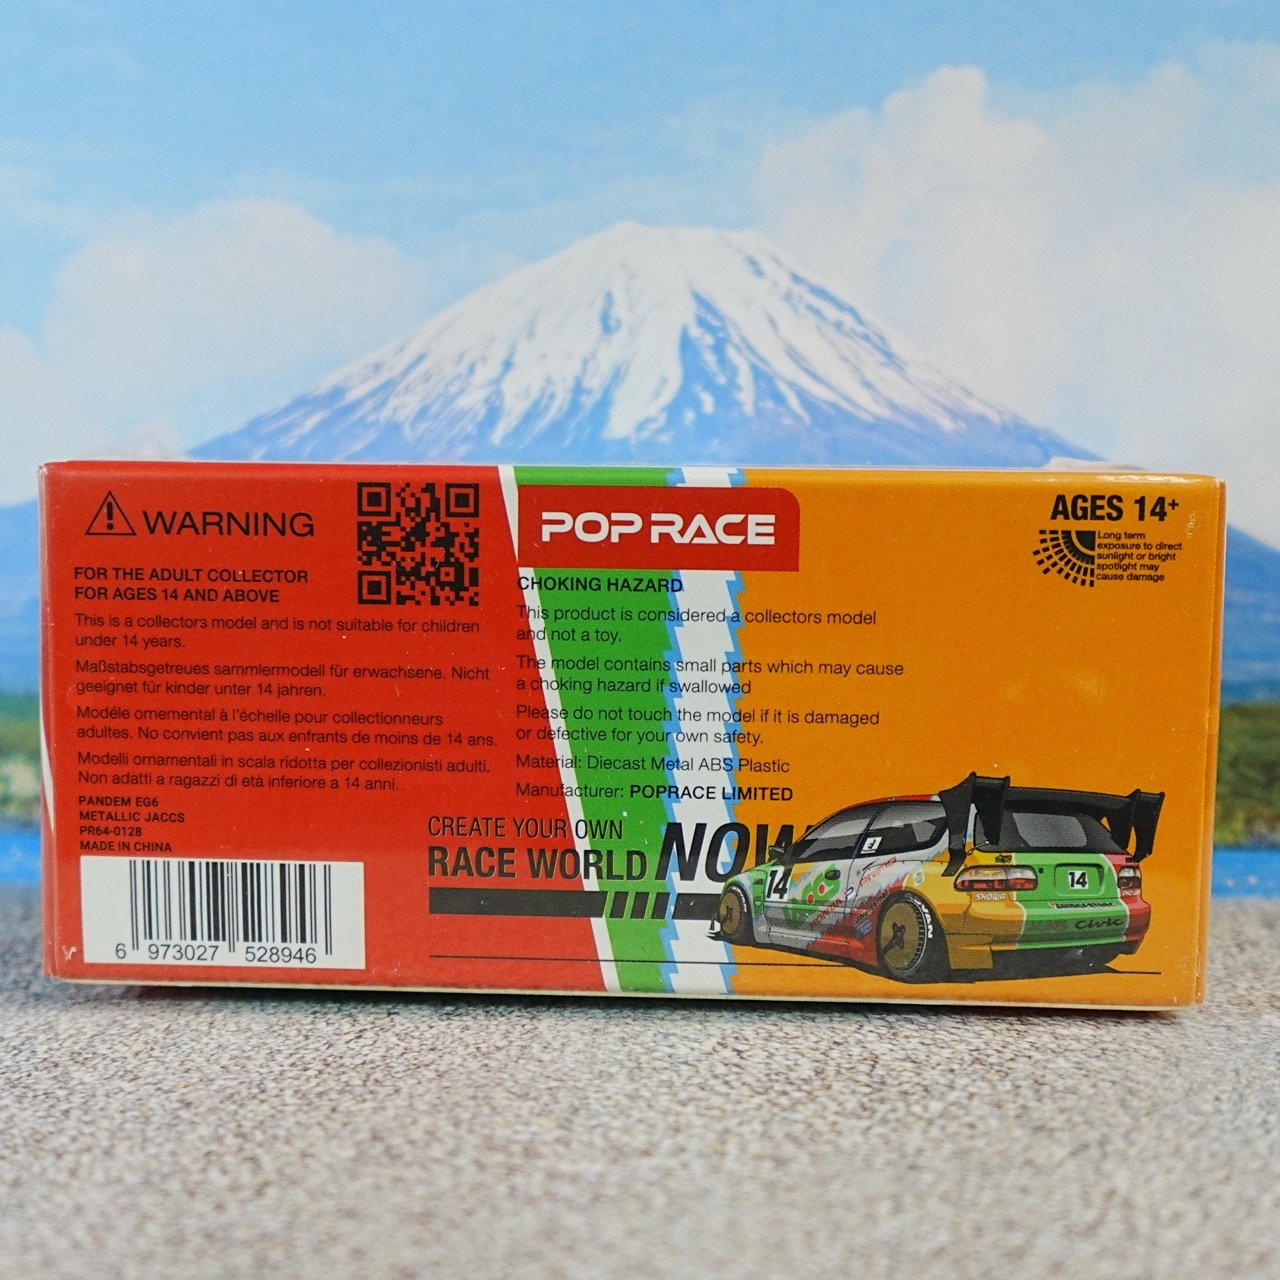 WARNING
FOR THE ADULT COLLECTOR
FOR AGES 14 AND ABOVE
This is a collectors model and is not suitable for children
under 14 years.
Maßstabsgetreues sammlermodell für erwachsene. Nicht
geeignet für kinder unter 14 jahren.
Modéle ornemental à l'échelle pour collectionneurs
adultes. No convient pas aux enfants de moins de 14 ans.
Modelli ornamentali in scala ridotta per collezionisti adulti.
Non adatti a ragazzi di età inferiore a 14 anni.
PANDEM EG6
METALLIC JACCS
PR64-0128
MADE IN CHINA
6 973027 528946
POP RACE
CHOKING HAZARD
This product is considered a collectors model
and not a toy.
The model contains small parts which may cause
a choking hazard if swallowed
Please do not touch the model if it is damaged
or defective for your own safety.
Material: Diecast Metal ABS Plastic
Manufacturer: POPRACE LIMITED
CREATE YOUR OWN
RACE WORLD NOW
AGES 14+
Long term
exposure to direct
sunlight or bright
spotlight may
cause damage
14
SHOWA
14
Civic